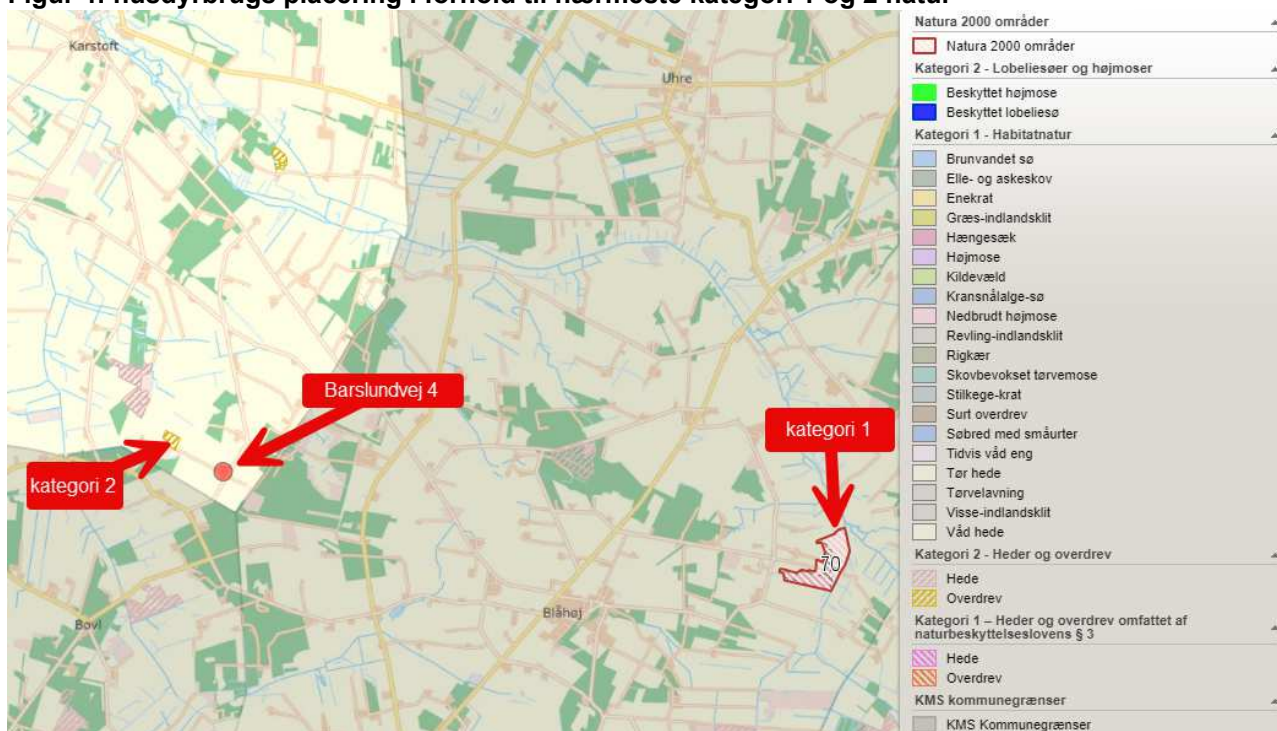 Karstoft
Uhre
Barslundvej 4
kategori 1
kategori 2
70
Blåhøj
Bovl
Natura 2000 områder
Natura 2000 områder
Kategori 2 - Lobeliesøer og højmoser
Beskyttet højmose
Beskyttet lobeliesø
Kategori 1 - Habitatnatur
Brunvandet sø
Elle- og askeskov
Enekrat
Græs-indlandsklit
Hængesæk
Højmose
Kildevæld
Kransnålalge-sø
Nedbrudt højmose
Revling-indlandsklit
Rigkær
Skovbevokset tørvemose
Stilkege-krat
Surt overdrev
Søbred med småurter
Tidvis våd eng
Tør hede
Tørvelavning
Visse-indlandsklit
Våd hede
Kategori 2 - Heder og overdrev
Hede
Overdrev
Kategori 1 – Heder og overdrev omfattet af
naturbeskyttelseslovens § 3
Hede
Overdrev
KMS kommunegrænser
KMS Kommunegrænser